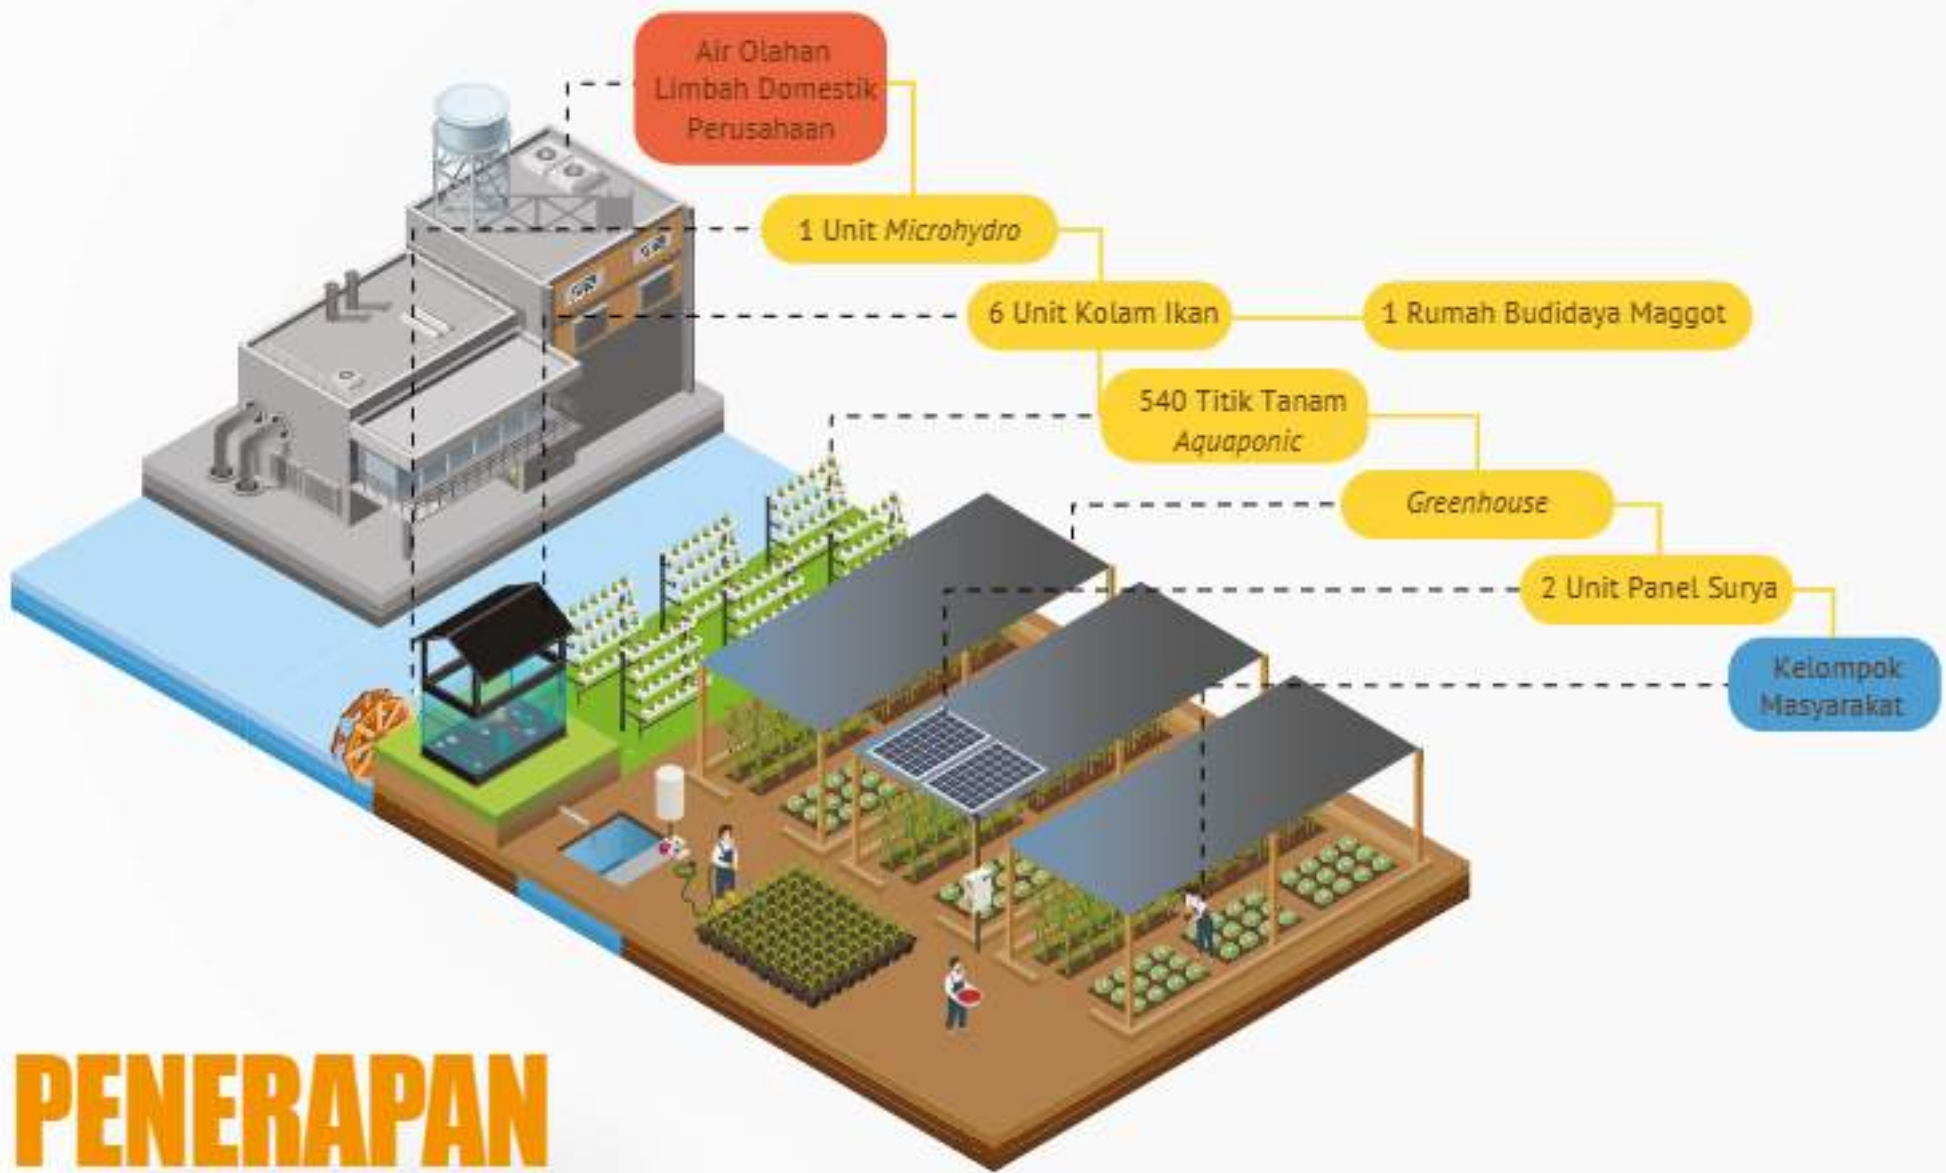 Air Olahan
Limbah Domestik
Perusahaan
1 Unit Microhydro
6 Unit Kolam Ikan
1 Rumah Budidaya Maggot
540 Titik Tanam
Aquaponic
Greenhouse
2 Unit Panel Surya
Kelompok
Masyarakat
PENERAPAN